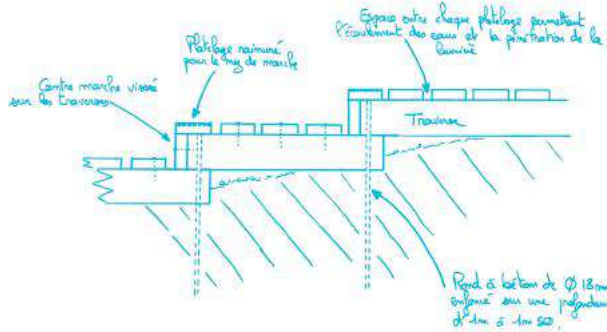 Espace entre chaque platelage permettant
l'écoulement des eaux et la pénétration de la
lumière
Platelage rainuré
pour le nez de marche
Contre marche vissée
sur les traverses
Traverse
Rond à béton de Ø 18m
enfoncé sur une profondeur
d'1m à 1m50.